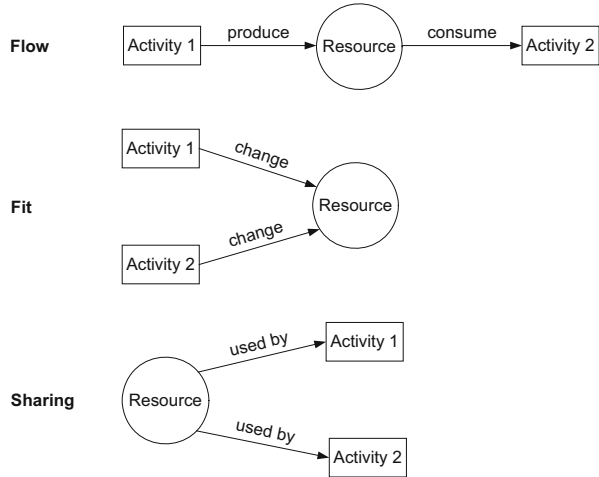 Flow
Activity 1
produce
Resource
consume
Activity 2
Fit
Activity 1
change
Resource
change
Activity 2
Sharing
Resource
used by
Activity 1
used by
Activity 2